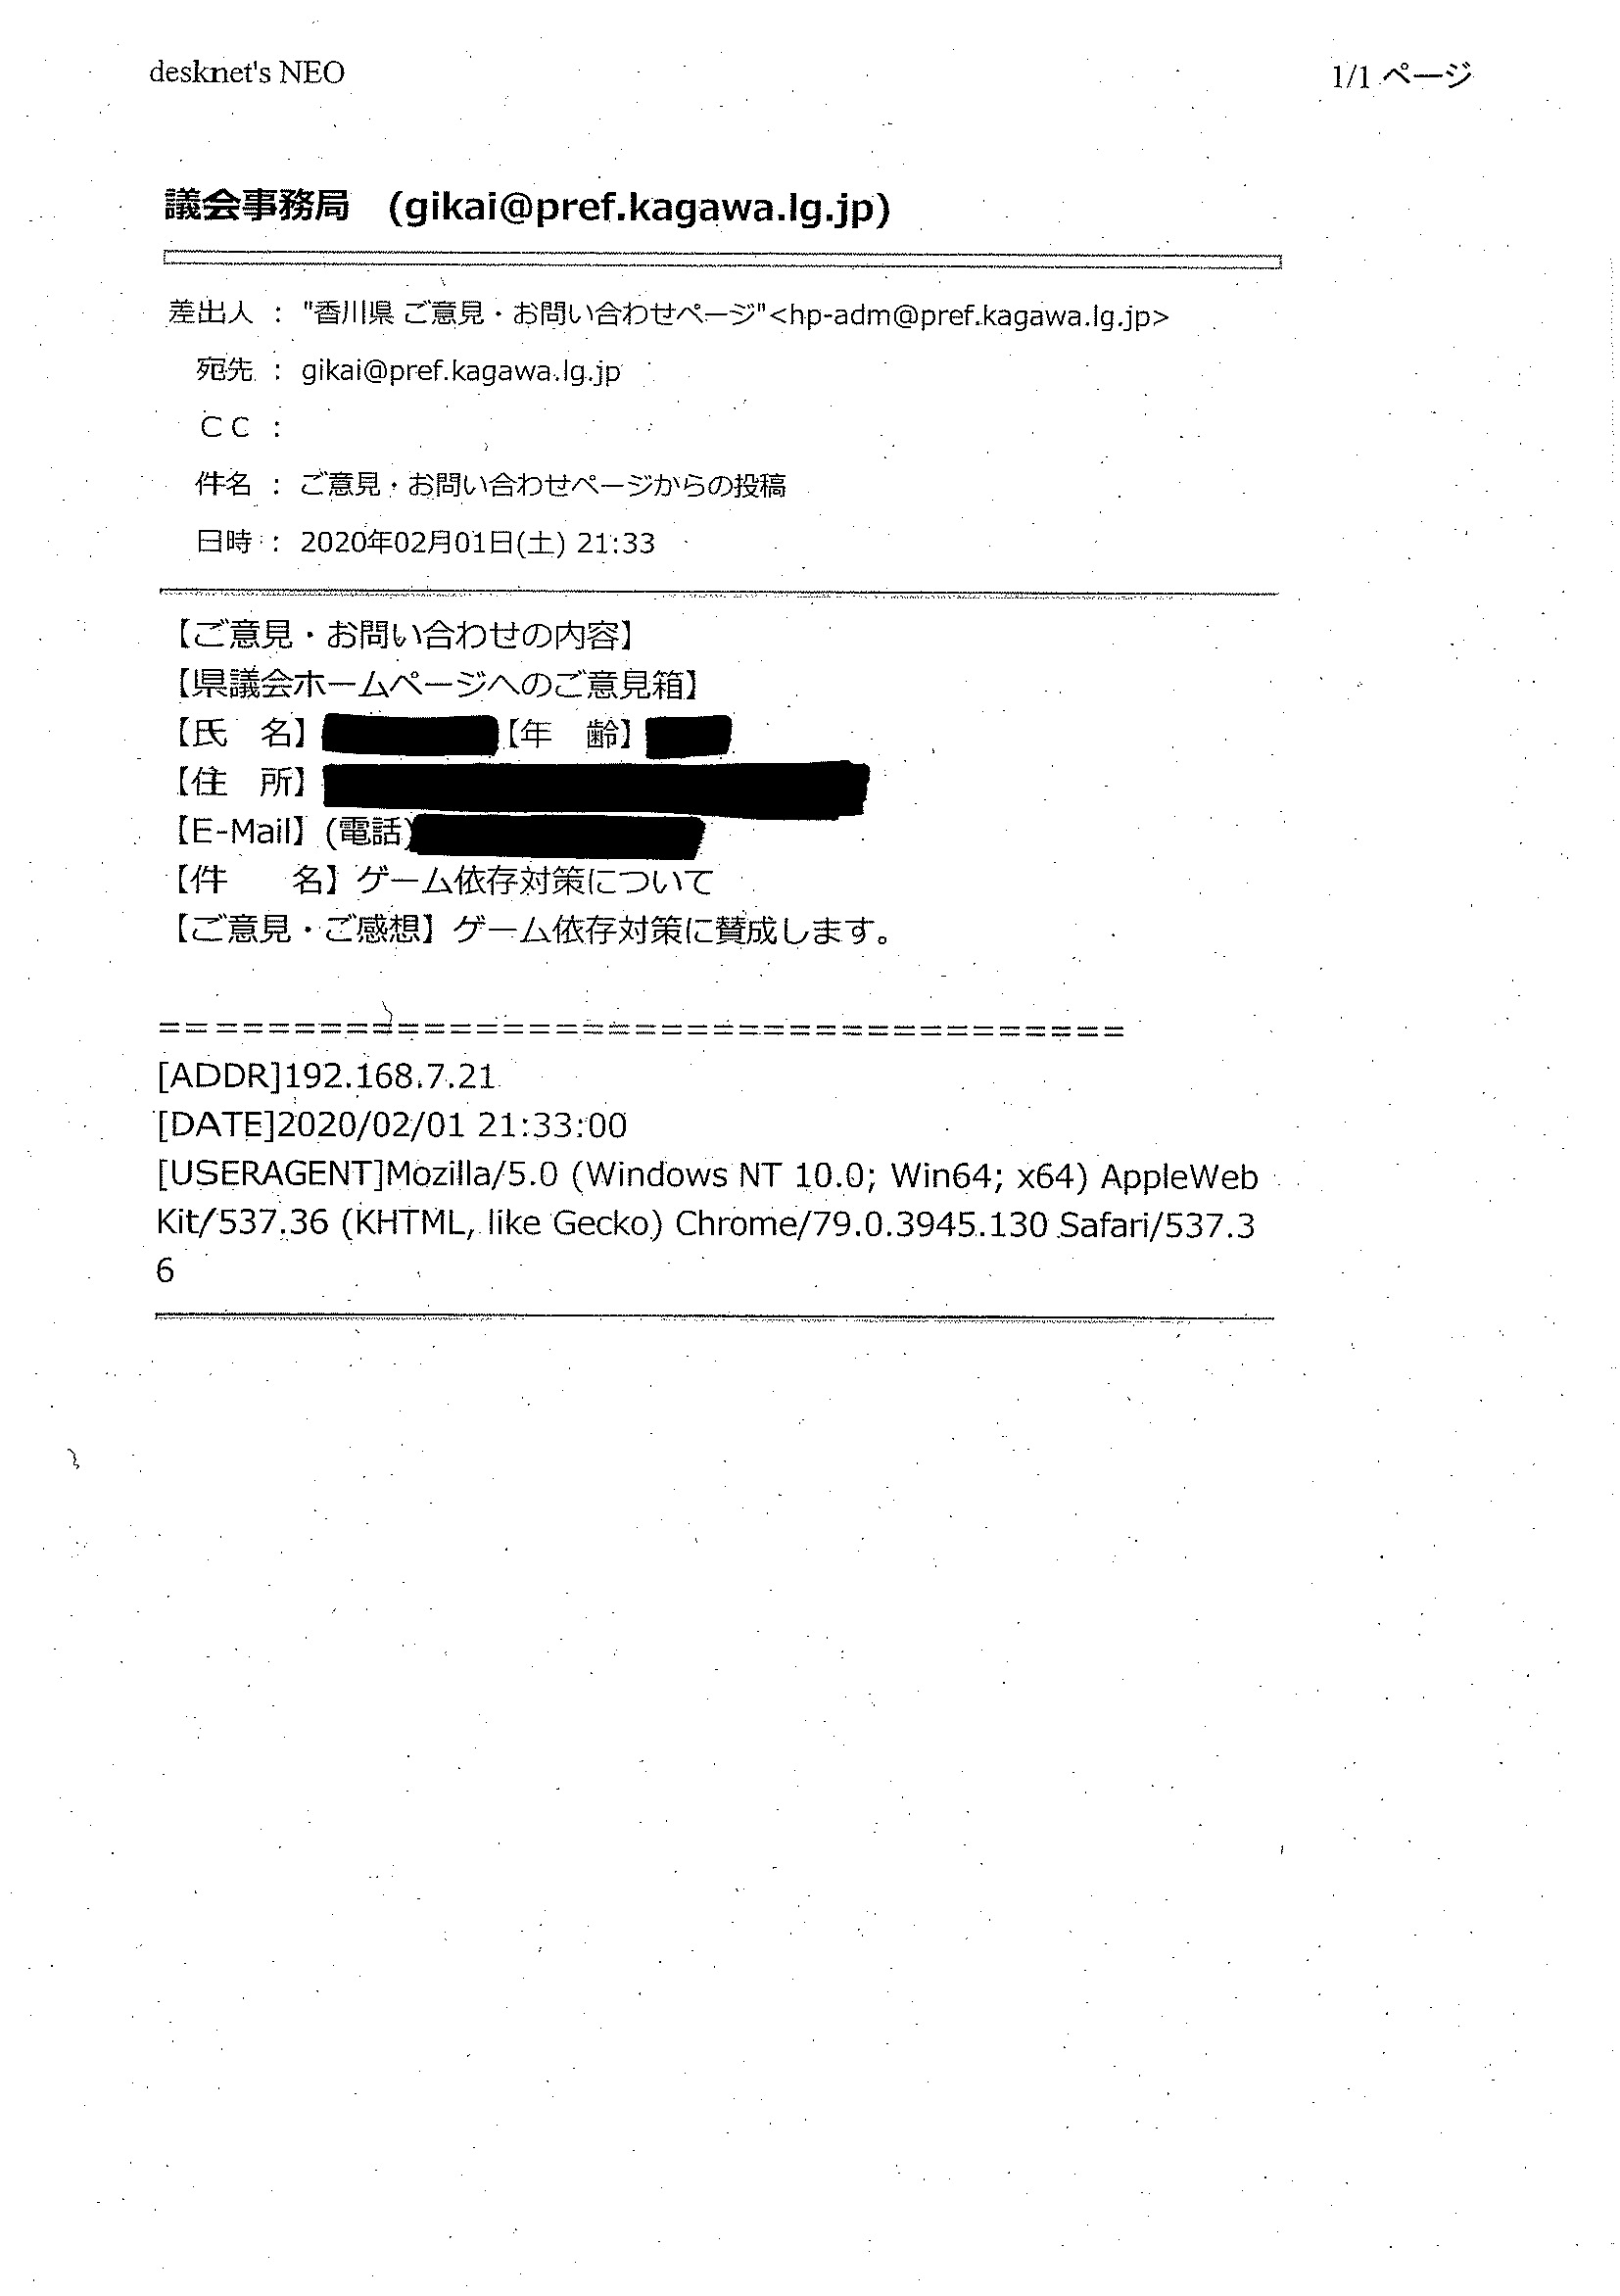 desknet's NEO
1/1 ページ
議会事務局 (gikai@pref.kagawa.lg.jp)
差出人 : "香川県 ご意見・お問い合わせページ"<hp-adm@pref.kagawa.lg.jp>
宛先 : gikai@pref.kagawa.lg.jp
ＣＣ :
件名 : ご意見・お問い合わせページからの投稿
日時 : 2020年02月01日(土) 21:33
【ご意見・お問い合わせの内容】
【県議会ホームページへのご意見箱】
【氏　名】【年　齢】
【住　所】
【E-Mail】(電話)
【件　　名】ゲーム依存対策について
【ご意見・ご感想】ゲーム依存対策に賛成します。
=====================================
[ADDR]192.168.7.21
[DATE]2020/02/01 21:33:00
[USERAGENT]Mozilla/5.0 (Windows NT 10.0; Win64; x64) AppleWeb
Kit/537.36 (KHTML, like Gecko) Chrome/79.0.3945.130 Safari/537.3
6